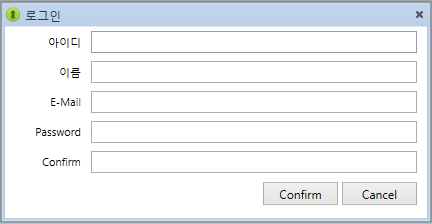 로그인
아이디
이름
E-Mail
Password
Confirm
Confirm Cancel